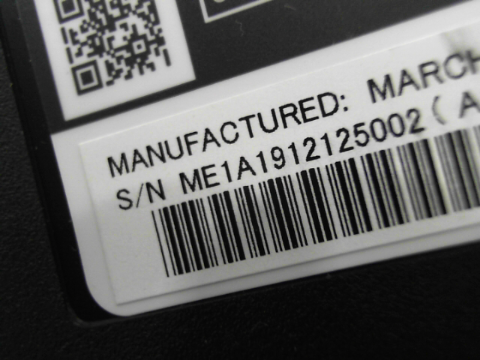 MANUFACTURED: MARCH
S/N ME1A1912125002 ( A